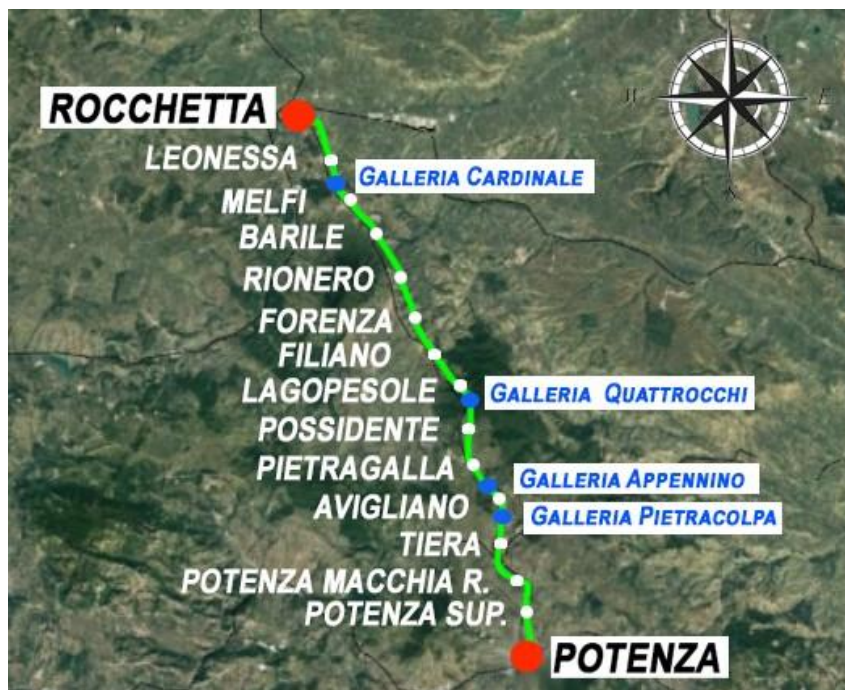 ROCCHETTA
LEONESSA
GALLERIA CARDINALE
MELFI
BARILE
RIONERO
FORENZA
FILIANO
LAGOPESOLE
GALLERIA QUATTROCCHI
POSSIDENTE
PIETRAGALLA
GALLERIA APPENNINO
AVIGLIANO
GALLERIA PIETRACOLPA
TIERA
POTENZA MACCHIA R.
POTENZA SUP.
POTENZA
E